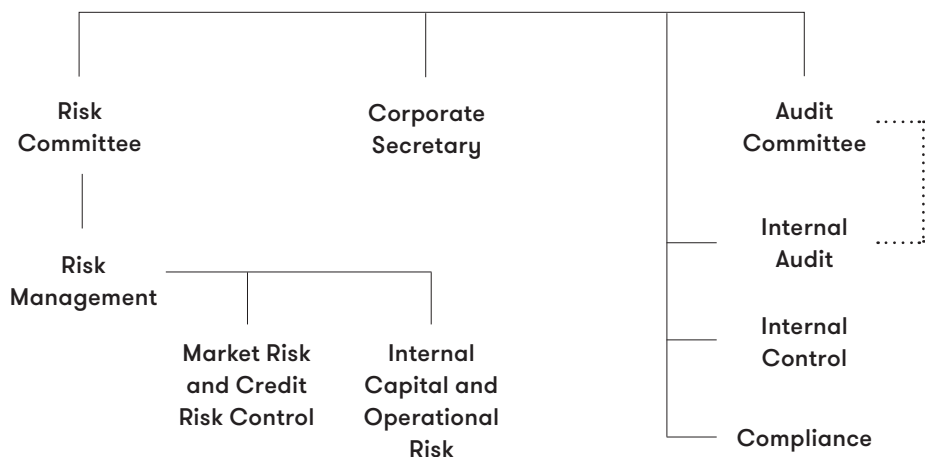 Risk
Committee
Corporate
Secretary
Audit
Committee
Risk
Management
Internal
Audit
Market Risk
and Credit
Risk Control
Internal
Capital and
Operational
Risk
Internal
Control
Compliance